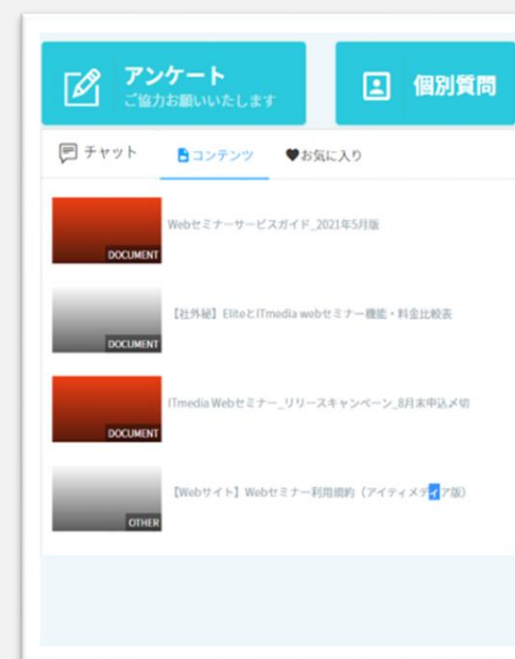 アンケート
ご協力お願いいたします
個別質問
チャット
コンテンツ
お気に入り
DOCUMENT
Webセミナーサービスガイド_2021年5月版
DOCUMENT
【社外秘】EliteとITmedia webセミナー機能・料金比較表
DOCUMENT
ITmedia Webセミナー_リリースキャンペーン_8月末申込〆切
OTHER
【Webサイト】Webセミナー利用規約（アイティメディア版）